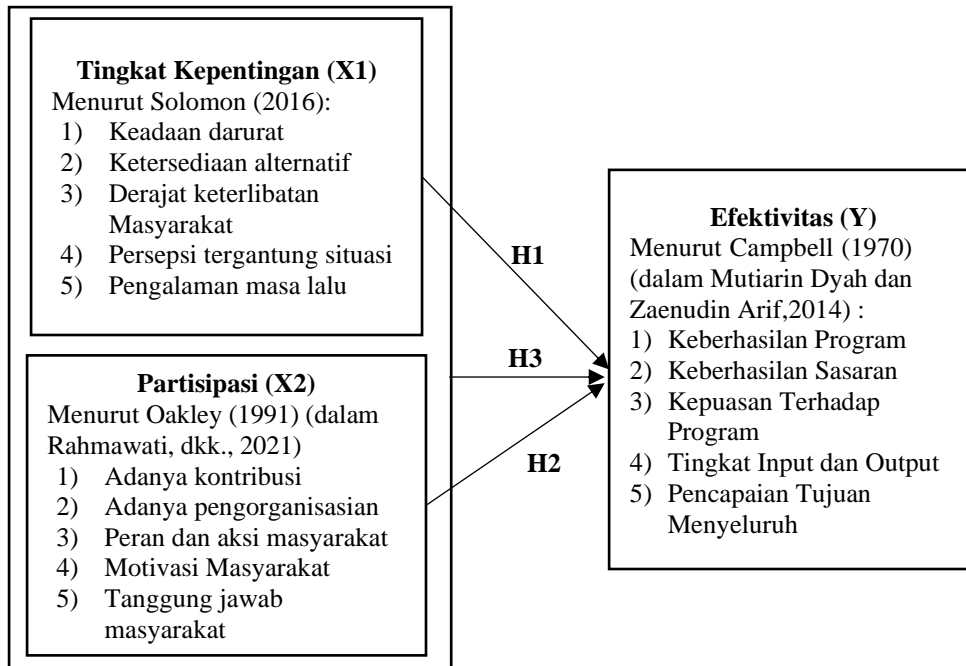 Tingkat Kepentingan (X1)
Menurut Solomon (2016):
1) Keadaan darurat
2) Ketersediaan alternatif
3) Derajat keterlibatan
Masyarakat
4) Persepsi tergantung situasi
5) Pengalaman masa lalu
Partisipasi (X2)
Menurut Oakley (1991) (dalam
Rahmawati, dkk., 2021)
1) Adanya kontribusi
2) Adanya pengorganisasian
3) Peran dan aksi masyarakat
4) Motivasi Masyarakat
5) Tanggung jawab
masyarakat
H1
H3
H2
Efektivitas (Y)
Menurut Campbell (1970)
(dalam Mutiarin Dyah dan
Zaenudin Arif,2014) :
1) Keberhasilan Program
2) Keberhasilan Sasaran
3) Kepuasan Terhadap
Program
4) Tingkat Input dan Output
5) Pencapaian Tujuan
Menyeluruh